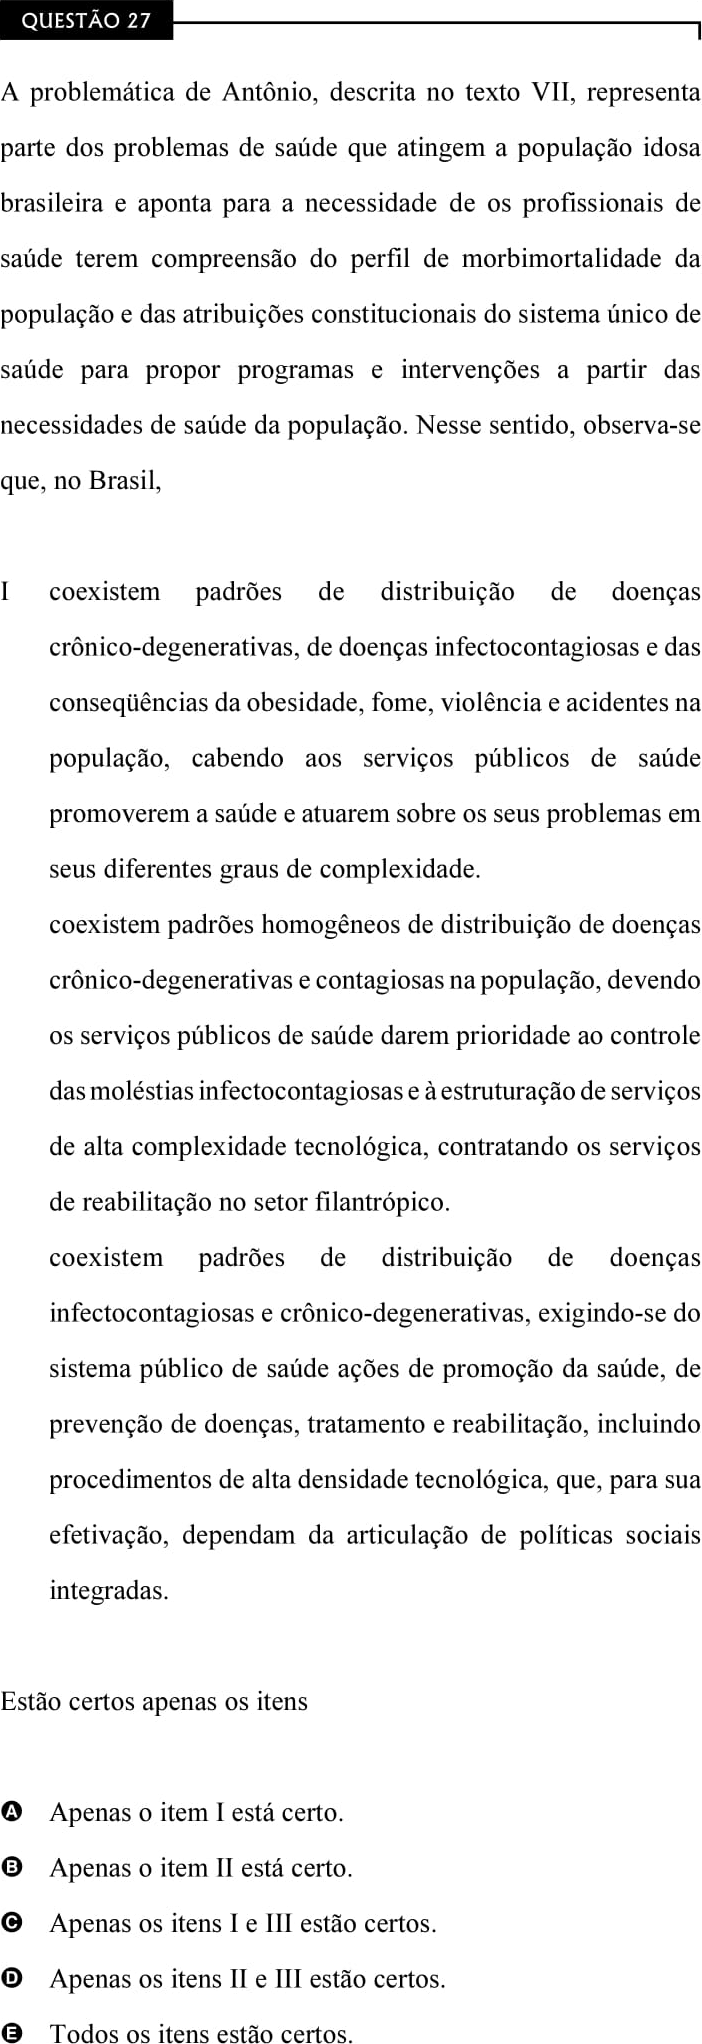 QUESTÃO 27
A problemática de Antônio, descrita no texto VII, representa
parte dos problemas de saúde que atingem a população idosa
brasileira e aponta para a necessidade de os profissionais de
saúde terem compreensão do perfil de morbimortalidade da
população e das atribuições constitucionais do sistema único de
saúde para propor programas e intervenções a partir das
necessidades de saúde da população. Nesse sentido, observa-se
que, no Brasil,
I coexistem padrões de distribuição de doenças
crônico-degenerativas, de doenças infectocontagiosas e das
conseqüências da obesidade, fome, violência e acidentes na
população, cabendo aos serviços públicos de saúde
promoverem a saúde e atuarem sobre os seus problemas em
seus diferentes graus de complexidade.
coexistem padrões homogêneos de distribuição de doenças
crônico-degenerativas e contagiosas na população, devendo
os serviços públicos de saúde darem prioridade ao controle
das moléstias infectocontagiosas e à estruturação de serviços
de alta complexidade tecnológica, contratando os serviços
de reabilitação no setor filantrópico.
coexistem padrões de distribuição de doenças
infectocontagiosas e crônico-degenerativas, exigindo-se do
sistema público de saúde ações de promoção da saúde, de
prevenção de doenças, tratamento e reabilitação, incluindo
procedimentos de alta densidade tecnológica, que, para sua
efetivação, dependam da articulação de políticas sociais
integradas.
Estão certos apenas os itens
A Apenas o item I está certo.
B Apenas o item II está certo.
C Apenas os itens I e III estão certos.
D Apenas os itens II e III estão certos.
E Todos os itens estão certos.